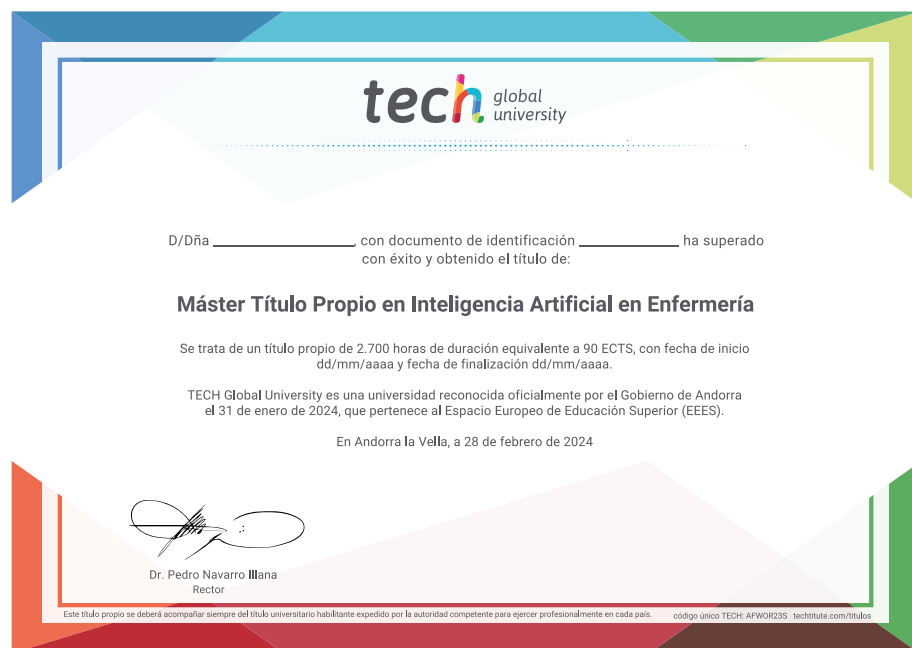 tech global university
D/Dña ______________, con documento de identificación __________ ha superado
con éxito y obtenido el título de:
Máster Título Propio en Inteligencia Artificial en Enfermería
Se trata de un título propio de 2.700 horas de duración equivalente a 90 ECTS, con fecha de inicio
dd/mm/aaaa y fecha de finalización dd/mm/aaaa.
TECH Global University es una universidad reconocida oficialmente por el Gobierno de Andorra
el 31 de enero de 2024, que pertenece al Espacio Europeo de Educación Superior (EEES).
En Andorra la Vella, a 28 de febrero de 2024
Dr. Pedro Navarro Illana
Rector
Este título propio se deberá acompañar siempre del título universitario habilitante expedido por la autoridad competente para ejercer profesionalmente en cada país. código único TECH: AFWOR23S techtitute.com/titulos